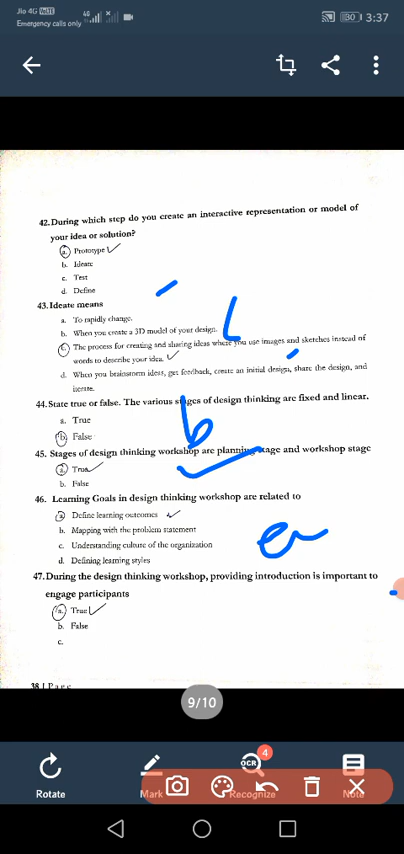 Jio 4G VoLTE
4G
30 3:37
Emergency calls only
42.During which step do you create an interactive representation or model of
your idea or solution?
a. Prototype
b. Ideate
c. Test
d. Define
43.Ideate means
a. To rapidly change.
b. When you create a 3D model of your design.
c. The process for creating and sharing ideas where you use images and sketches instead of
words to describe your idea.
d. When you brainstorm ideas, get feedback, create an initial design, share the design, and
iterate.
44.State true or false. The various stages of design thinking are fixed and linear.
a. True
b. False
b
45. Stages of design thinking workshop are planning stage and workshop stage
a. True
b. False
46. Learning Goals in design thinking workshop are related to
a. Define learning outcomes
b. Mapping with the problem statement
c. Understanding culture of the organization
d. Defining learning styles
a
47.During the design thinking workshop, providing introduction is important to
engage participants
a. True
b. False
c.
38 | Page
9/10
OCR 4
Rotate Mark Recognize Note